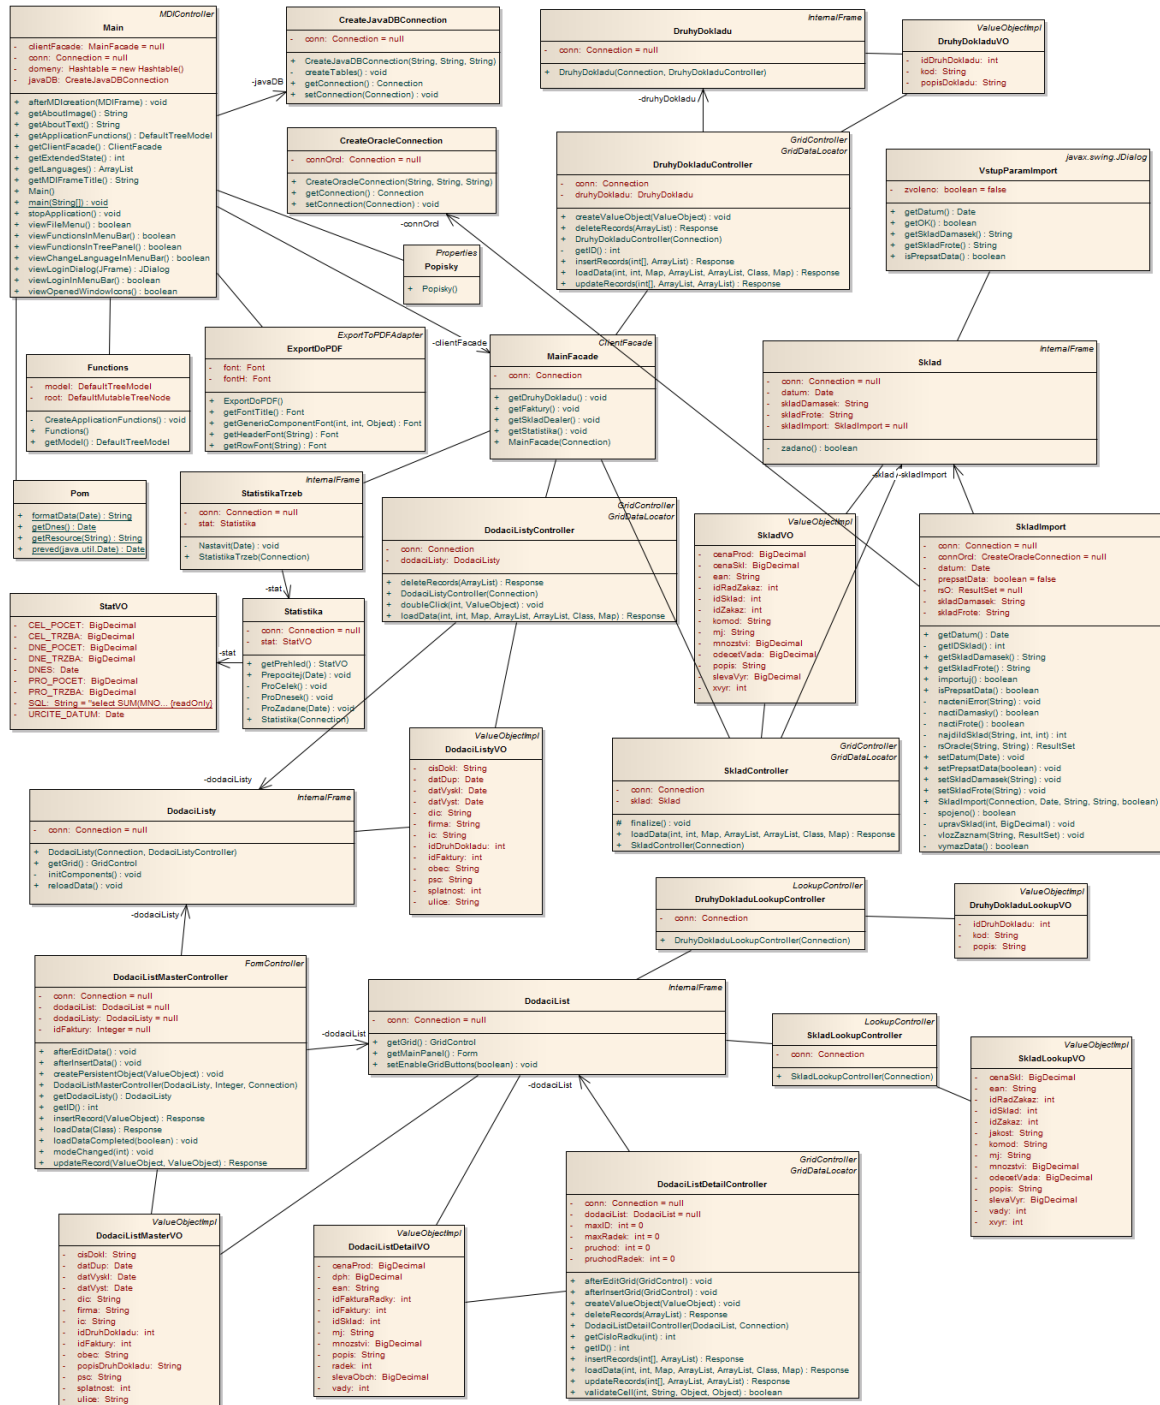 MDIController
Main
- clientFacade: MainFacade = null
- conn: Connection = null
- domeny: Hashtable = new Hashtable()
- javaDB: CreateJavaDBConnection
+ afterMDIcreation(MDIFrame) : void
+ getAboutImage() : String
+ getAboutText() : String
+ getApplicationFunctions() : DefaultTreeModel
+ getClientFacade() : ClientFacade
+ getExtendedState() : int
+ getLanguages() : ArrayList
+ getMDIFrameTitle() : String
+ Main()
+ main(String[]) : void
+ stopApplication() : void
+ viewFileMenu() : boolean
+ viewFunctionsInMenuBar() : boolean
+ viewFunctionsInTreePanel() : boolean
+ viewChangeLanguageInMenuBar() : boolean
+ viewLoginDialog(JFrame) : JDialog
+ viewLoginInMenuBar() : boolean
+ viewOpenedWindowIcons() : boolean
CreateJavaDBConnection
- conn: Connection = null
+ CreateJavaDBConnection(String, String, String)
- createTables() : void
+ getConnection() : Connection
+ setConnection(Connection) : void
-javaDB
CreateOracleConnection
- connOrcl: Connection = null
+ CreateOracleConnection(String, String, String)
+ getConnection() : Connection
+ setConnection(Connection) : void
-connOrcl
InternalFrame
DruhyDokladu
- conn: Connection = null
+ DruhyDokladu(Connection, DruhyDokladuController)
-druhyDokladu
ValueObjectImpl
DruhyDokladuVO
- idDruhDokladu: int
- kod: String
- popisDokladu: String
GridController
GridDataLocator
DruhyDokladuController
- conn: Connection
- druhyDokladu: DruhyDokladu
+ createValueObject(ValueObject) : void
+ deleteRecords(ArrayList) : Response
+ DruhyDokladuController(Connection)
- getID() : int
+ insertRecords(int[], ArrayList) : Response
+ loadData(int, int, Map, ArrayList, ArrayList, Class, Map) : Response
+ updateRecords(int[], ArrayList, ArrayList) : Response
javax.swing.JDialog
VstupParamImport
- zvoleno: boolean = false
+ getDatum() : Date
+ getOK() : boolean
+ getSkladDamasek() : String
+ getSkladFrote() : String
+ isPrepsatData() : boolean
Properties
Popisky
+ Popisky()
Functions
- model: DefaultTreeModel
- root: DefaultMutableTreeNode
- CreateApplicationFunctions() : void
+ Functions()
+ getModel() : DefaultTreeModel
ExportToPDFAdapter
ExportDoPDF
- font: Font
- fontH: Font
+ ExportDoPDF()
+ getFontTitle() : Font
+ getGenericComponentFont(int, int, Object) : Font
+ getHeaderFont(String) : Font
+ getRowFont(String) : Font
-clientFacade
ClientFacade
MainFacade
- conn: Connection
+ getDruhyDokladu() : void
+ getFaktury() : void
+ getSkladDealer() : void
+ getStatistika() : void
+ MainFacade(Connection)
InternalFrame
Sklad
- conn: Connection = null
- datum: Date
- skladDamasek: String
- skladFrote: String
- skladImport: SkladImport = null
- zadano() : boolean
-sklad
-skladImport
Pom
+ formatData(Date) : String
+ getDnes() : Date
+ getResource(String) : String
+ preved(java.util.Date) : Date
InternalFrame
StatistikaTrzeb
- conn: Connection = null
- stat: Statistika
- Nastavit(Date) : void
+ StatistikaTrzeb(Connection)
-stat
GridController
GridDataLocator
DodaciListyController
- conn: Connection
- dodaciListy: DodaciListy
+ deleteRecords(ArrayList) : Response
+ DodaciListyController(Connection)
+ doubleClick(int, ValueObject) : void
+ loadData(int, int, Map, ArrayList, ArrayList, Class, Map) : Response
ValueObjectImpl
SkladVO
- cenaProd: BigDecimal
- cenaSkl: BigDecimal
- ean: String
- idRadZakaz: int
- idSklad: int
- idZakaz: int
- komod: String
- mj: String
- mnozstvi: BigDecimal
- odecetVada: BigDecimal
- popis: String
- slevaVyr: BigDecimal
- xvyr: int
SkladImport
- conn: Connection = null
- connOrcl: CreateOracleConnection = null
- datum: Date
- prepsatData: boolean = false
- rsO: ResultSet = null
- skladDamasek: String
- skladFrote: String
+ getDatum() : Date
- getIDSklad() : int
+ getSkladDamasek() : String
+ getSkladFrote() : String
+ importuj() : boolean
+ isPrepsatData() : boolean
- nacteniError(String) : void
- nactiDamasky() : boolean
- nactiFrote() : boolean
- najdiIdSklad(String, int, int) : int
- rsOracle(String, String) : ResultSet
+ setDatum(Date) : void
+ setPrepsatData(boolean) : void
+ setSkladDamasek(String) : void
+ setSkladFrote(String) : void
+ SkladImport(Connection, Date, String, String, boolean)
- spojeno() : boolean
- upravSklad(int, BigDecimal) : void
- vlozZaznam(String, ResultSet) : void
- vymazData() : boolean
StatVO
- CEL_POCET: BigDecimal
- CEL_TRZBA: BigDecimal
- DNE_POCET: BigDecimal
- DNE_TRZBA: BigDecimal
- DNES: Date
- PRO_POCET: BigDecimal
- PRO_TRZBA: BigDecimal
- SQL: String = "select SUM(MNO... {readOnly}
- URCITE_DATUM: Date
-stat
Statistika
- conn: Connection = null
- stat: StatVO
+ getPrehled() : StatVO
+ Prepocitej(Date) : void
- ProCelek() : void
- ProDnesek() : void
- ProZadane(Date) : void
+ Statistika(Connection)
ValueObjectImpl
DodaciListyVO
- cisDokl: String
- datDup: Date
- datVyskl: Date
- datVyst: Date
- dic: String
- firma: String
- ic: String
- idDruhDokladu: int
- idFaktury: int
- obec: String
- psc: String
- splatnost: int
- ulice: String
GridController
GridDataLocator
SkladController
- conn: Connection
- sklad: Sklad
# finalize() : void
+ loadData(int, int, Map, ArrayList, ArrayList, Class, Map) : Response
+ SkladController(Connection)
-dodaciListy
InternalFrame
DodaciListy
- conn: Connection = null
+ DodaciListy(Connection, DodaciListyController)
+ getGrid() : GridControl
- initComponents() : void
+ reloadData() : void
-dodaciListy
LookupController
DruhyDokladuLookupController
- conn: Connection
+ DruhyDokladuLookupController(Connection)
ValueObjectImpl
DruhyDokladuLookupVO
- idDruhDokladu: int
- kod: String
- popis: String
FormController
DodaciListMasterController
- conn: Connection = null
- dodaciList: DodaciList = null
- dodaciListy: DodaciListy = null
- idFaktury: Integer = null
+ afterEditData() : void
+ afterInsertData() : void
+ createPersistentObject(ValueObject) : void
+ DodaciListMasterController(DodaciListy, Integer, Connection)
+ getDodaciListy() : DodaciListy
+ getID() : int
+ insertRecord(ValueObject) : Response
+ loadData(Class) : Response
+ loadDataCompleted(boolean) : void
+ modeChanged(int) : void
+ updateRecord(ValueObject, ValueObject) : Response
-dodaciList
InternalFrame
DodaciList
- conn: Connection = null
+ getGrid() : GridControl
+ getMainPanel() : Form
+ setEnableGridButtons(boolean) : void
-dodaciList
LookupController
SkladLookupController
- conn: Connection
+ SkladLookupController(Connection)
ValueObjectImpl
SkladLookupVO
- cenaSkl: BigDecimal
- ean: String
- idRadZakaz: int
- idSklad: int
- idZakaz: int
- jakost: String
- komod: String
- mj: String
- mnozstvi: BigDecimal
- odecetVada: BigDecimal
- popis: String
- slevaVyr: BigDecimal
- vady: int
- xvyr: int
ValueObjectImpl
DodaciListMasterVO
- cisDokl: String
- datDup: Date
- datVyskl: Date
- datVyst: Date
- dic: String
- firma: String
- ic: String
- idDruhDokladu: int
- idFaktury: int
- obec: String
- popisDruhDokladu: String
- psc: String
- splatnost: int
- ulice: String
ValueObjectImpl
DodaciListDetailVO
- cenaProd: BigDecimal
- dph: BigDecimal
- ean: String
- idFakturaRadky: int
- idFaktury: int
- idSklad: int
- mj: String
- mnozstvi: BigDecimal
- popis: String
- radek: int
- slevaObch: BigDecimal
- vady: int
GridController
GridDataLocator
DodaciListDetailController
- conn: Connection = null
- dodaciList: DodaciList = null
- maxID: int = 0
- maxRadek: int = 0
- pruchod: int = 0
- pruchodRadek: int = 0
+ afterEditGrid(GridControl) : void
+ afterInsertGrid(GridControl) : void
+ createValueObject(ValueObject) : void
+ deleteRecords(ArrayList) : Response
+ DodaciListDetailController(DodaciList, Connection)
+ getCisloRadku(int) : int
+ getID() : int
+ insertRecords(int[], ArrayList) : Response
+ loadData(int, int, Map, ArrayList, ArrayList, Class, Map) : Response
+ updateRecords(int[], ArrayList, ArrayList) : Response
+ validateCell(int, String, Object, Object) : boolean